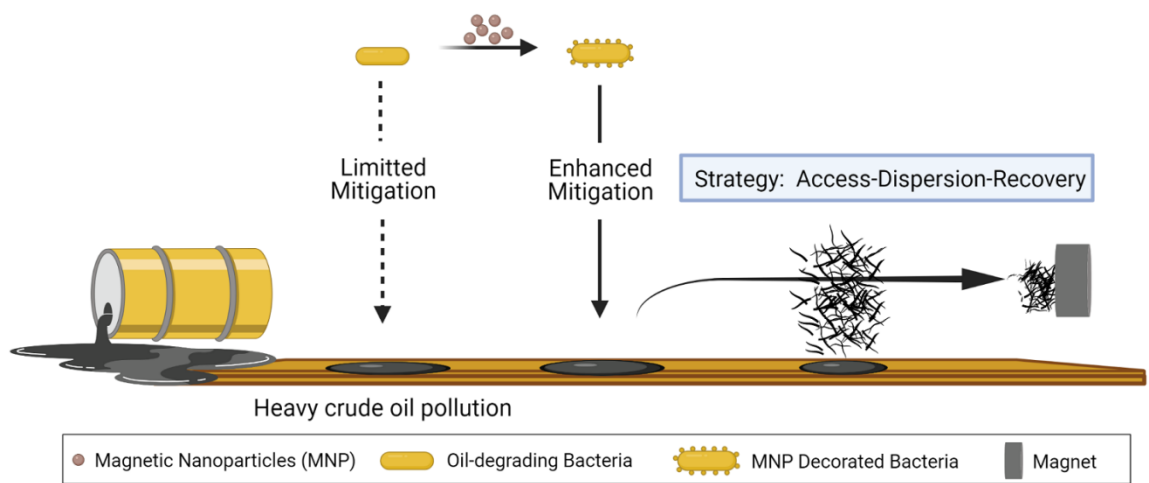 Limitted
Mitigation
Enhanced
Mitigation
Strategy: Access-Dispersion-Recovery
Heavy crude oil pollution
Magnetic Nanoparticles (MNP)
Oil-degrading Bacteria
MNP Decorated Bacteria
Magnet